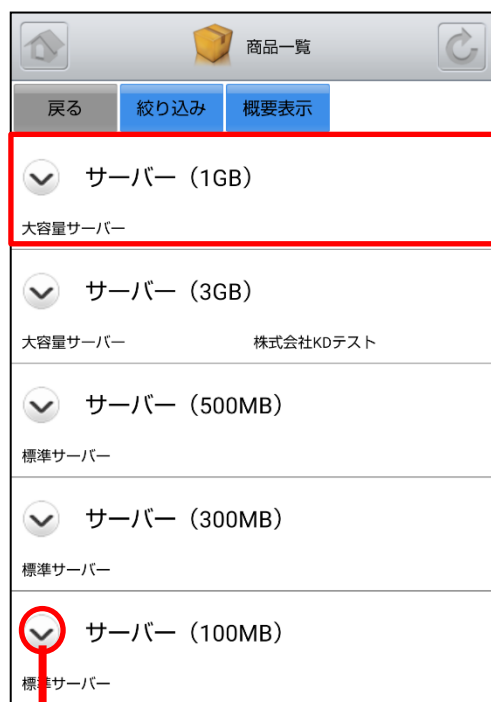 商品一覧
戻る 絞り込み 概要表示
サーバー（1GB）
大容量サーバー
サーバー（3GB）
大容量サーバー 株式会社KDテスト
サーバー（500MB）
標準サーバー
サーバー（300MB）
標準サーバー
サーバー（100MB）
標準サーバー